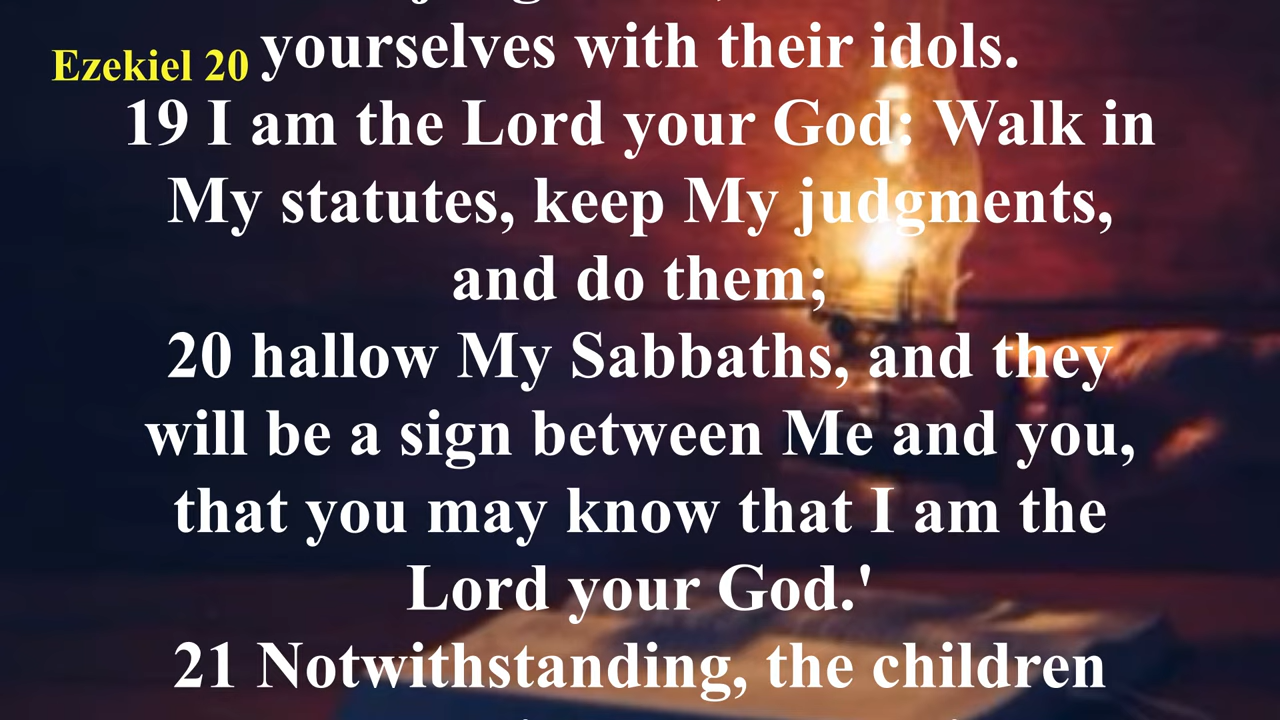 Ezekiel 20
yourselves with their idols.
19 I am the Lord your God: Walk in
My statutes, keep My judgments,
and do them;
20 hallow My Sabbaths, and they
will be a sign between Me and you,
that you may know that I am the
Lord your God.'
21 Notwithstanding, the children